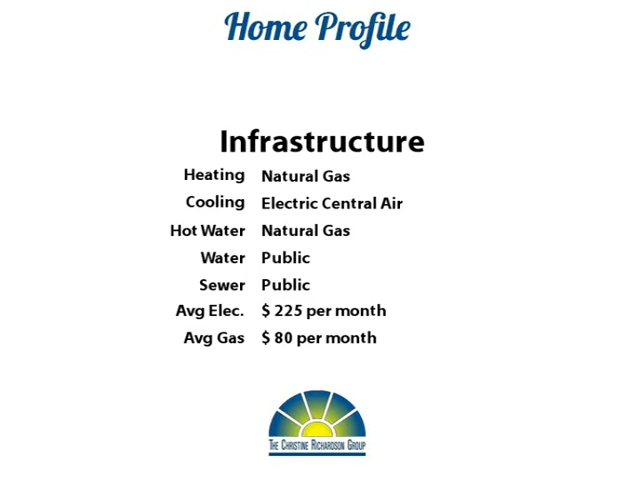 Home Profile
Infrastructure
Heating Natural Gas
Cooling Electric Central Air
Hot Water Natural Gas
Water Public
Sewer Public
Avg Elec. $ 225 per month
Avg Gas $ 80 per month
The Christine Richardson Group